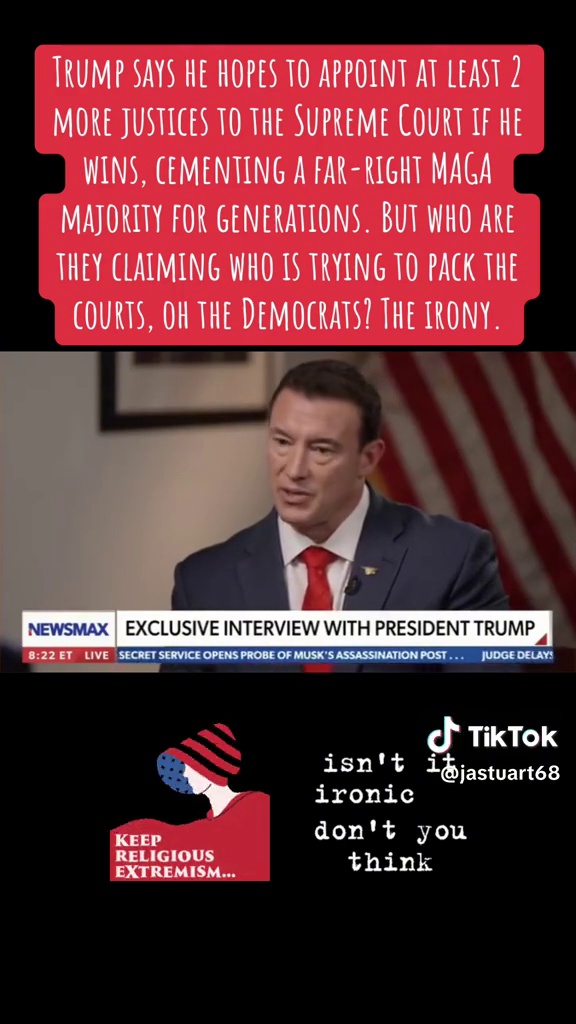 Trump says he hopes to appoint at least 2
more justices to the Supreme Court if he
wins, cementing a far-right MAGA
majority for generations. But who are
they claiming who is trying to pack the
courts, oh the Democrats? The irony.
NEWSMAX
EXCLUSIVE INTERVIEW WITH PRESIDENT TRUMP
8:22 ET LIVE
SECRET SERVICE OPENS PROBE OF MUSK'S ASSASSINATION POST... JUDGE DELAYS
TikTok
@jastuart68
isn't it
ironic
don't you
think
KEEP
RELIGIOUS
EXTREMISM...